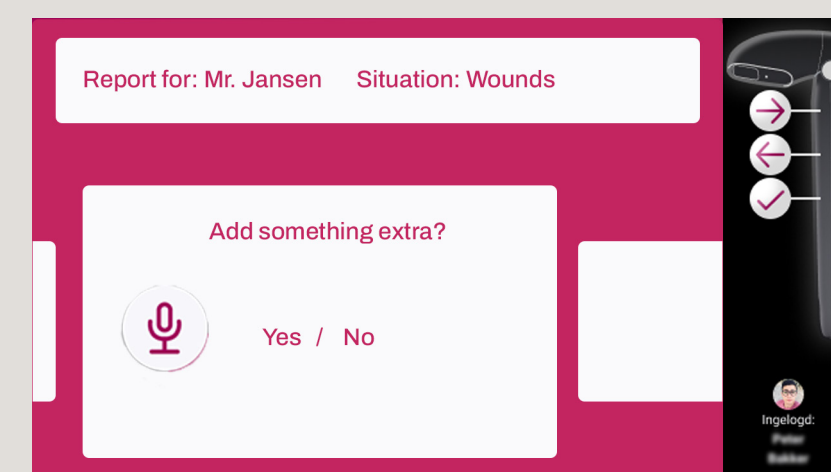 Report for: Mr. Jansen Situation: Wounds
Add something extra?
Yes / No
Ingelogd: